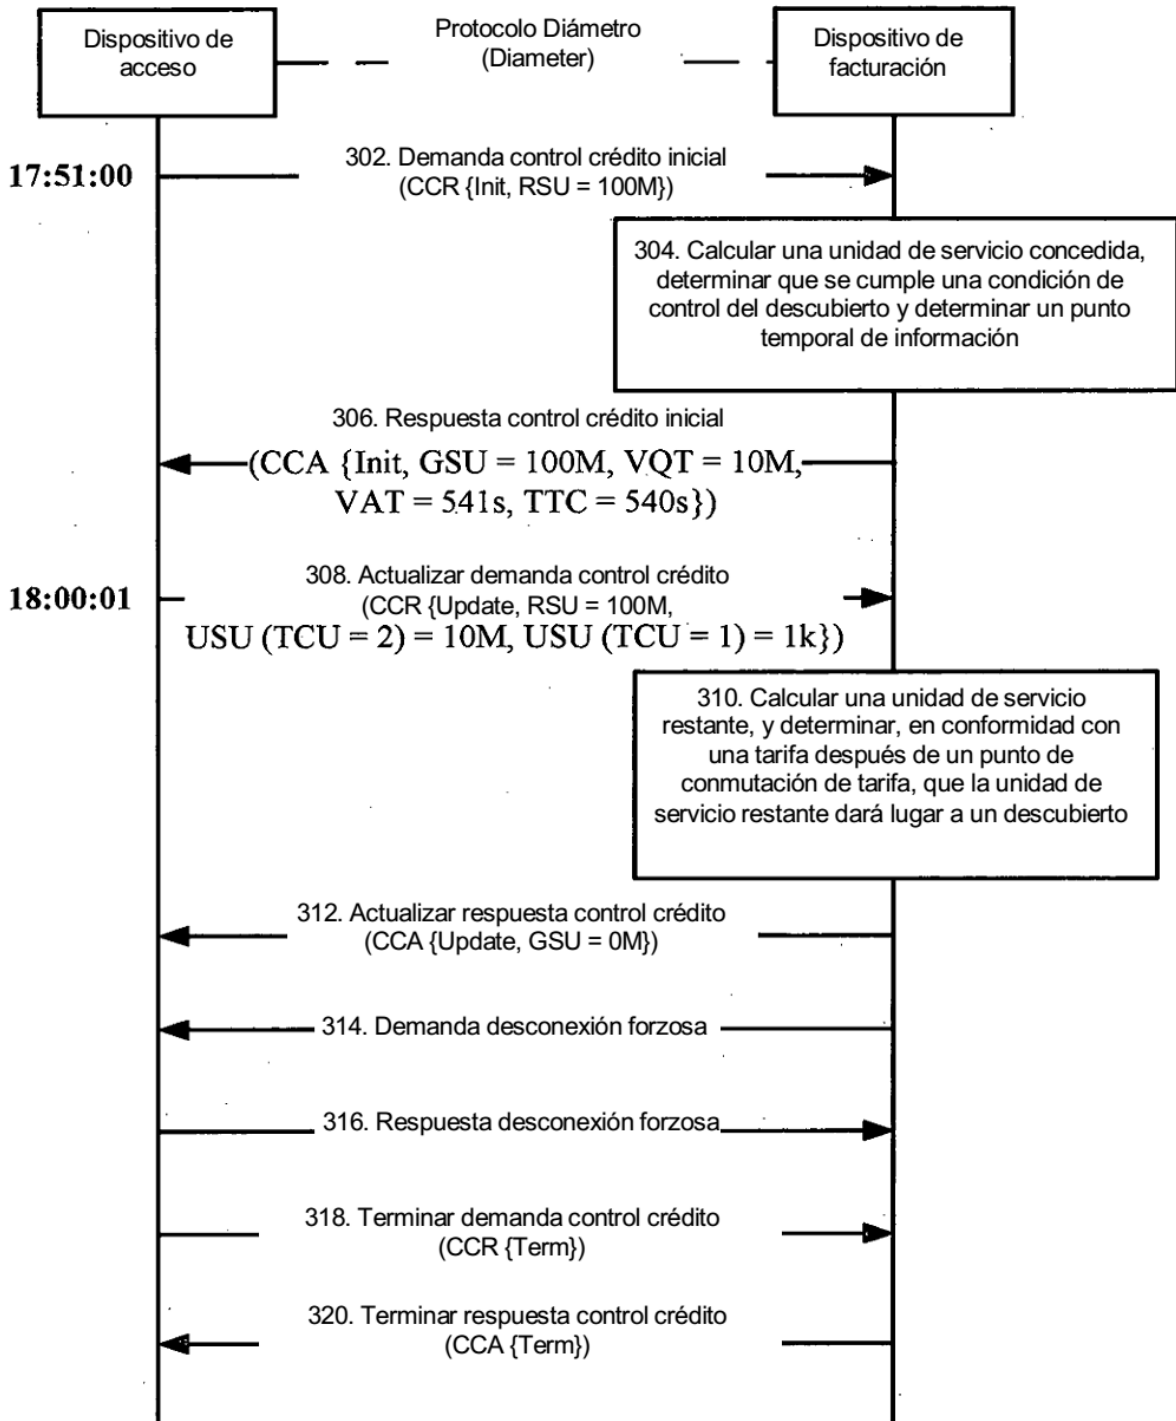 Dispositivo de
acceso
Protocolo Diámetro
(Diameter)
Dispositivo de
facturación
17:51:00
302. Demanda control crédito inicial
(CCR {Init, RSU = 100M})
304. Calcular una unidad de servicio concedida,
determinar que se cumple una condición de
control del descubierto y determinar un punto
temporal de información
306. Respuesta control crédito inicial
(CCA {Init, GSU = 100M, VQT = 10M,
VAT = 541s, TTC = 540s})
18:00:01
308. Actualizar demanda control crédito
(CCR {Update, RSU = 100M,
USU (TCU = 2) = 10M, USU (TCU = 1) = 1k})
310. Calcular una unidad de servicio
restante, y determinar, en conformidad con
una tarifa después de un punto de
conmutación de tarifa, que la unidad de
servicio restante dará lugar a un descubierto
312. Actualizar respuesta control crédito
(CCA {Update, GSU = 0M})
314. Demanda desconexión forzosa
316. Respuesta desconexión forzosa
318. Terminar demanda control crédito
(CCR {Term})
320. Terminar respuesta control crédito
(CCA {Term})